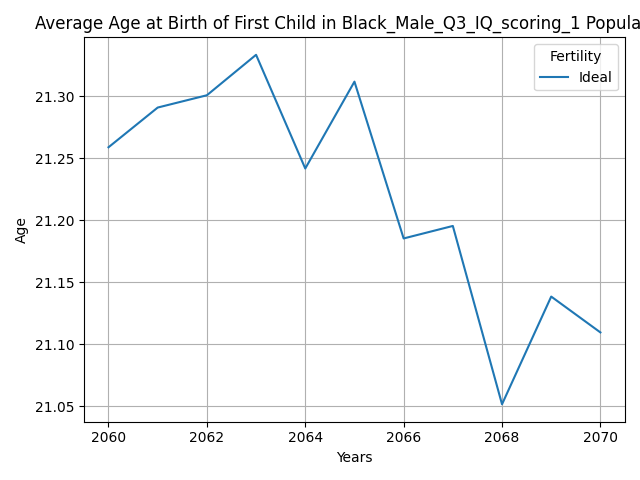 Average Age at Birth of First Child in Black_Male_Q3_IQ_scoring_1 Popula
Fertility
Ideal
21.30
21.25
21.20
21.15
21.10
21.05
Age
2060 2062 2064 2066 2068 2070
Years